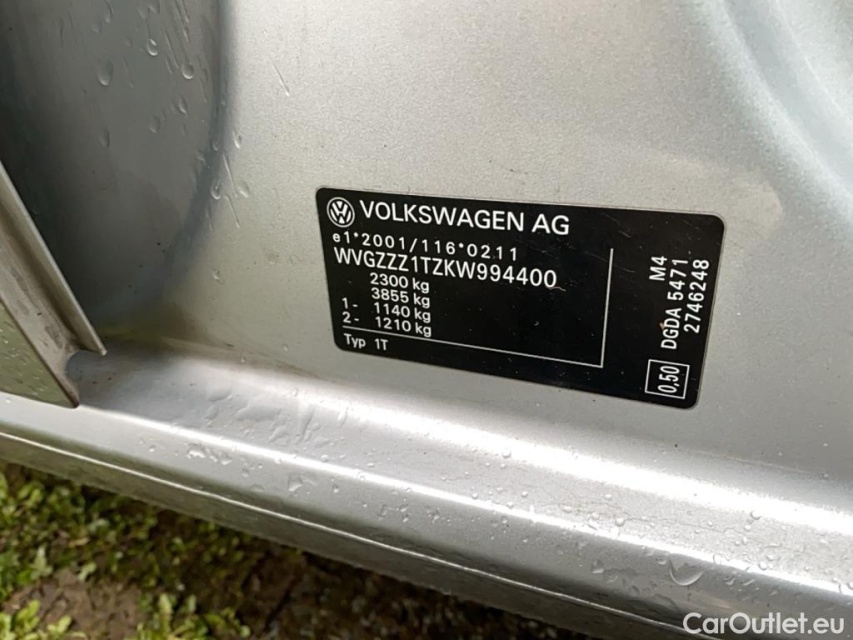 VOLKSWAGEN AG
e1*2001/116*0211
WVGZZZ1TZKW994400
2300 kg
3855 kg
1- 1140 kg
2- 1210 kg
Typ 1T
M4
DGDA 5471
2746248
0,50
CarOutlet.eu